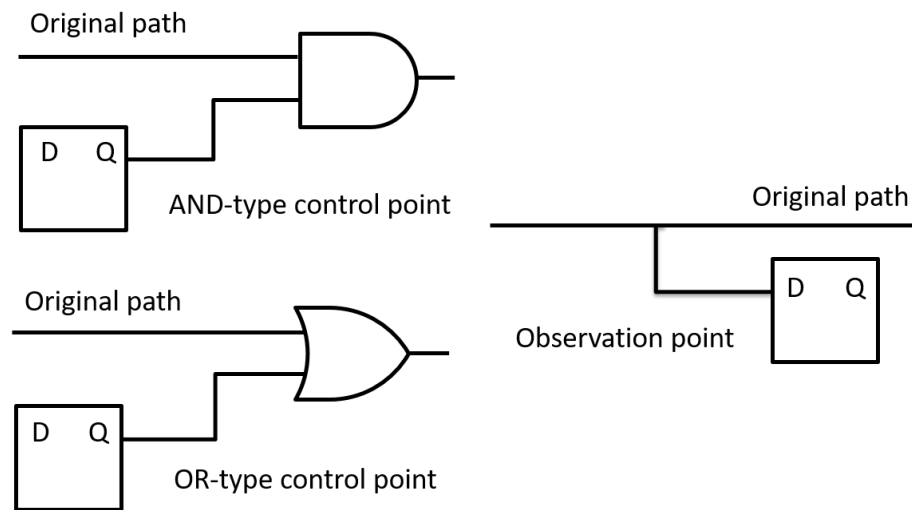 Original path
D Q
AND-type control point
Original path
D Q
OR-type control point
Original path
D Q
Observation point